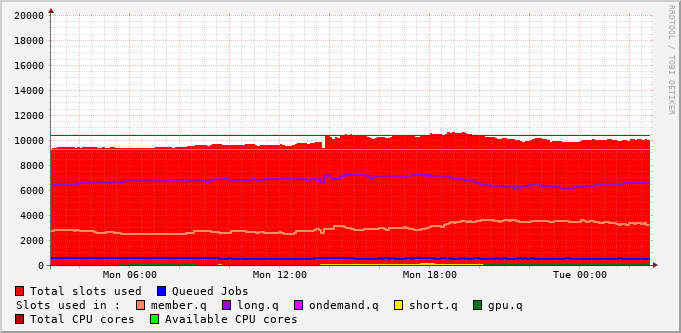 RRDTOOL / TOBI OETIKER
20000
18000
16000
14000
12000
10000
8000
6000
4000
2000
0
Mon 06:00 Mon 12:00 Mon 18:00 Tue 00:00
Total slots used Queued Jobs
Slots used in : member.q long.q ondemand.q short.q gpu.q
Total CPU cores Available CPU cores